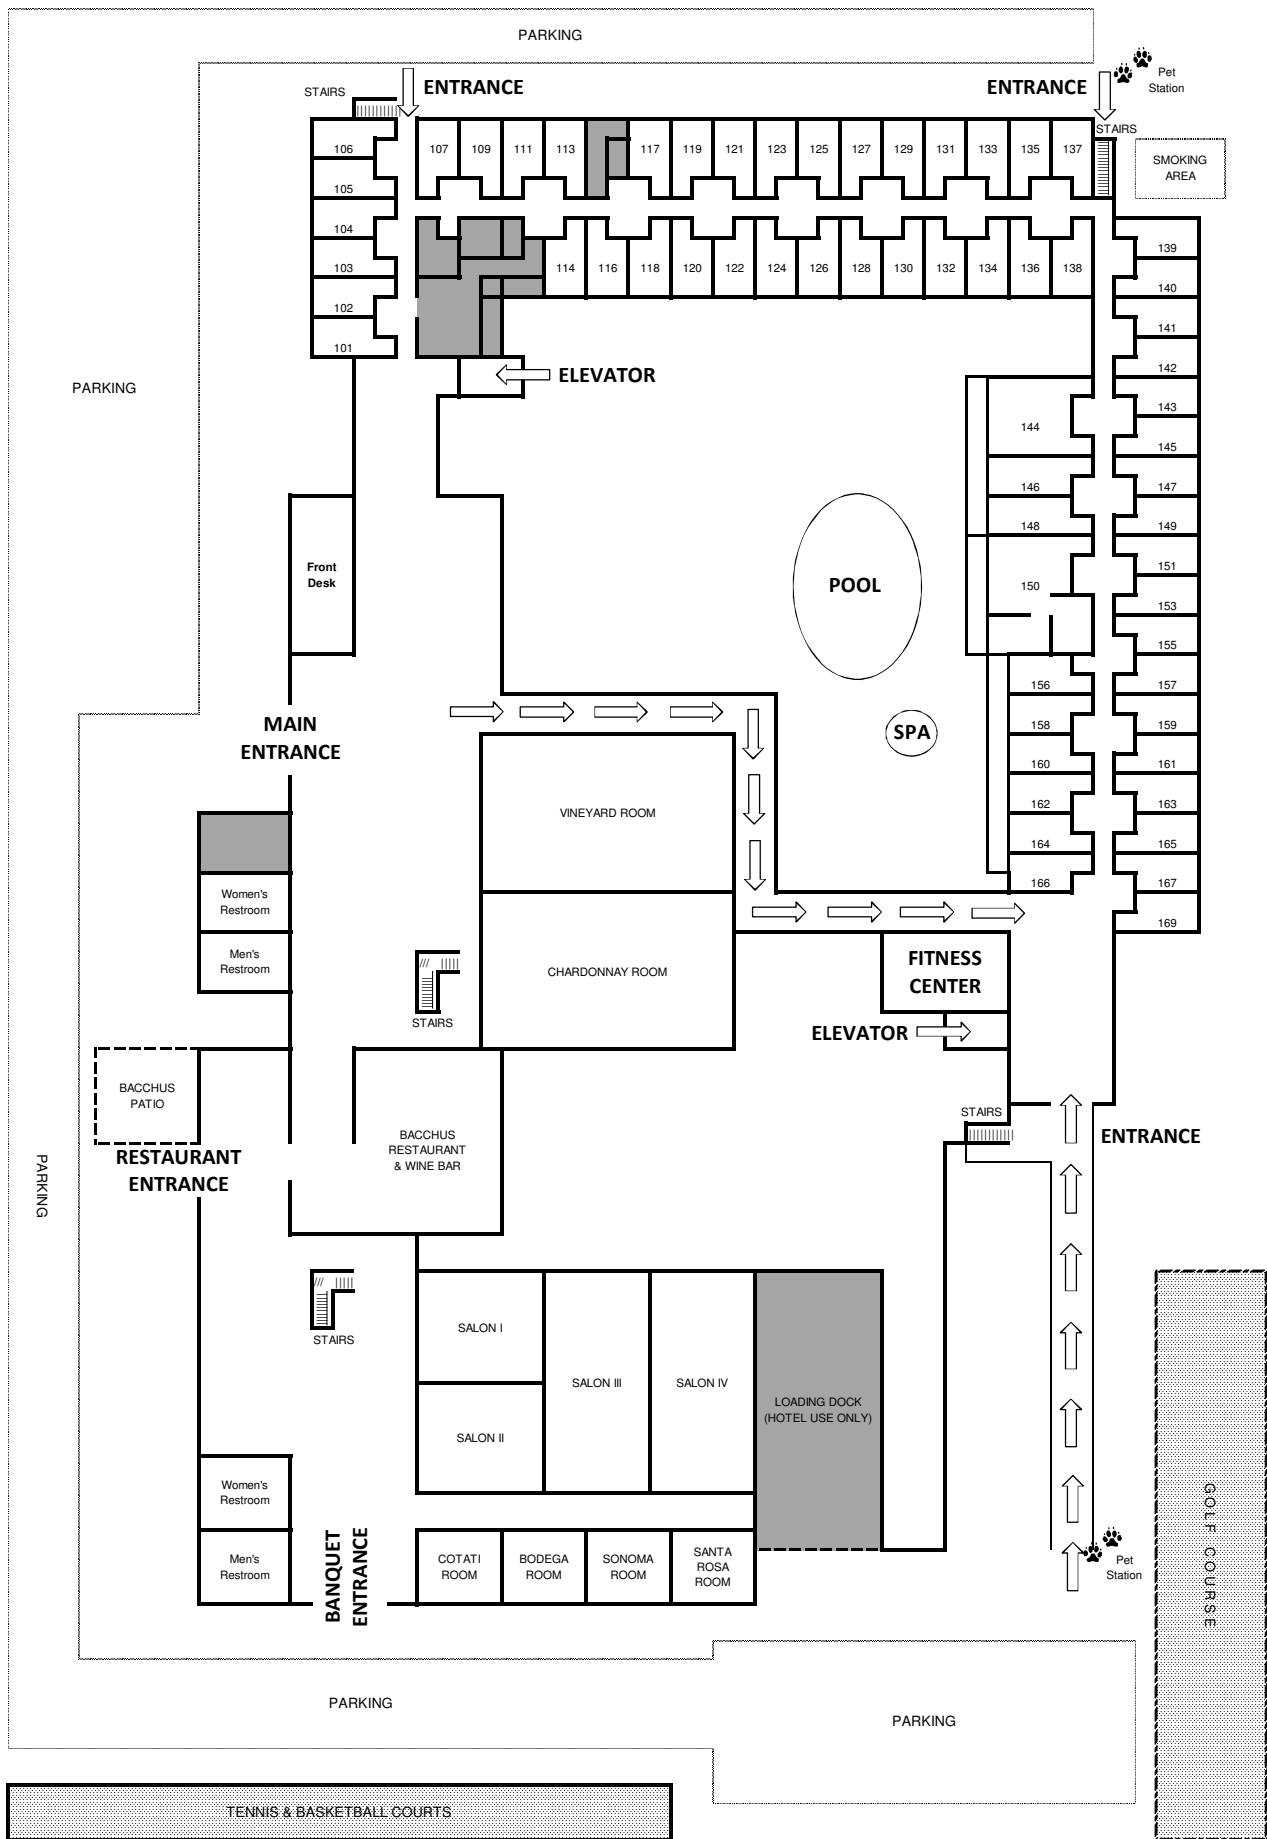 PARKING
ENTRANCE
ENTRANCE
Pet
Station
STAIRS
STAIRS
SMOKING
AREA
106
107
109
111
113
117
119
121
123
125
127
129
131
133
135
137
105
104
103
102
101
114
116
118
120
122
124
126
128
130
132
134
136
138
139
140
141
142
143
144
145
146
147
148
149
150
151
153
155
156
157
158
159
160
161
162
163
164
165
166
167
169
ELEVATOR
PARKING
Front
Desk
POOL
SPA
MAIN
ENTRANCE
VINEYARD ROOM
Women's
Restroom
Men's
Restroom
CHARDONNAY ROOM
STAIRS
FITNESS
CENTER
ELEVATOR
BACCHUS
PATIO
BACCHUS
RESTAURANT
& WINE BAR
RESTAURANT
ENTRANCE
STAIRS
ENTRANCE
PARKING
STAIRS
SALON I
SALON II
SALON III
SALON IV
LOADING DOCK
(HOTEL USE ONLY)
Women's
Restroom
Men's
Restroom
BANQUET
ENTRANCE
COTATI
ROOM
BODEGA
ROOM
SONOMA
ROOM
SANTA
ROSA
ROOM
Pet
Station
GOLF COURSE
PARKING
PARKING
TENNIS & BASKETBALL COURTS